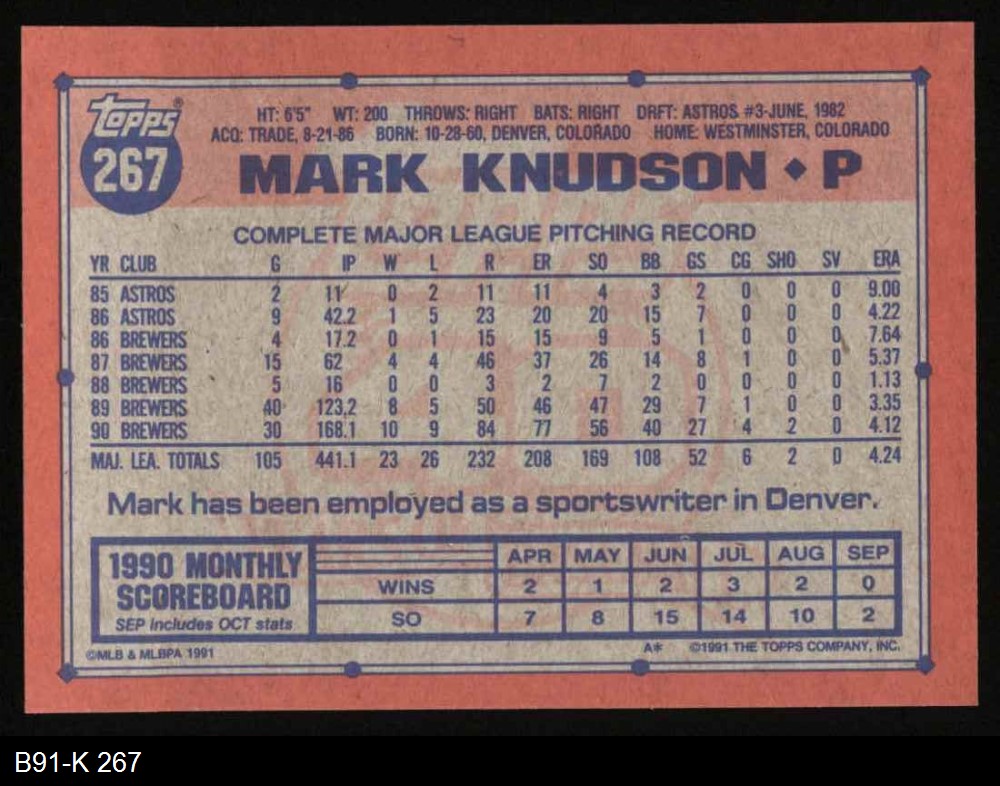 Topps®
267
HT: 6'5" WT: 200 THROWS: RIGHT BATS: RIGHT DRFT: ASTROS #3-JUNE, 1982
ACQ: TRADE, 8-21-86 BORN: 10-28-60, DENVER, COLORADO HOME: WESTMINSTER, COLORADO
MARK KNUDSON ♦ P
COMPLETE MAJOR LEAGUE PITCHING RECORD
YR CLUB G IP W L R ER SO BB GS CG SHO SV ERA
85 ASTROS 2 11 0 2 11 11 4 3 2 0 0 0 9.00
86 ASTROS 9 42.2 1 5 23 20 20 15 7 0 0 0 4.22
86 BREWERS 4 17.2 0 1 15 15 9 5 1 0 0 0 7.64
87 BREWERS 15 62 4 4 46 37 26 14 8 1 0 0 5.37
88 BREWERS 5 16 0 0 3 2 7 2 0 0 0 0 1.13
89 BREWERS 40 123.2 8 5 50 46 47 29 7 1 0 0 3.35
90 BREWERS 30 168.1 10 9 84 77 56 40 27 4 2 0 4.12
MAJ. LEA. TOTALS 105 441.1 23 26 232 208 169 108 52 6 2 0 4.24
Mark has been employed as a sportswriter in Denver.
1990 MONTHLY
SCOREBOARD
SEP includes OCT stats
APR MAY JUN JUL AUG SEP
WINS 2 1 2 3 2 0
SO 7 8 15 14 10 2
©MLB & MLBPA 1991 A* ©1991 THE TOPPS COMPANY, INC.
B91-K 267